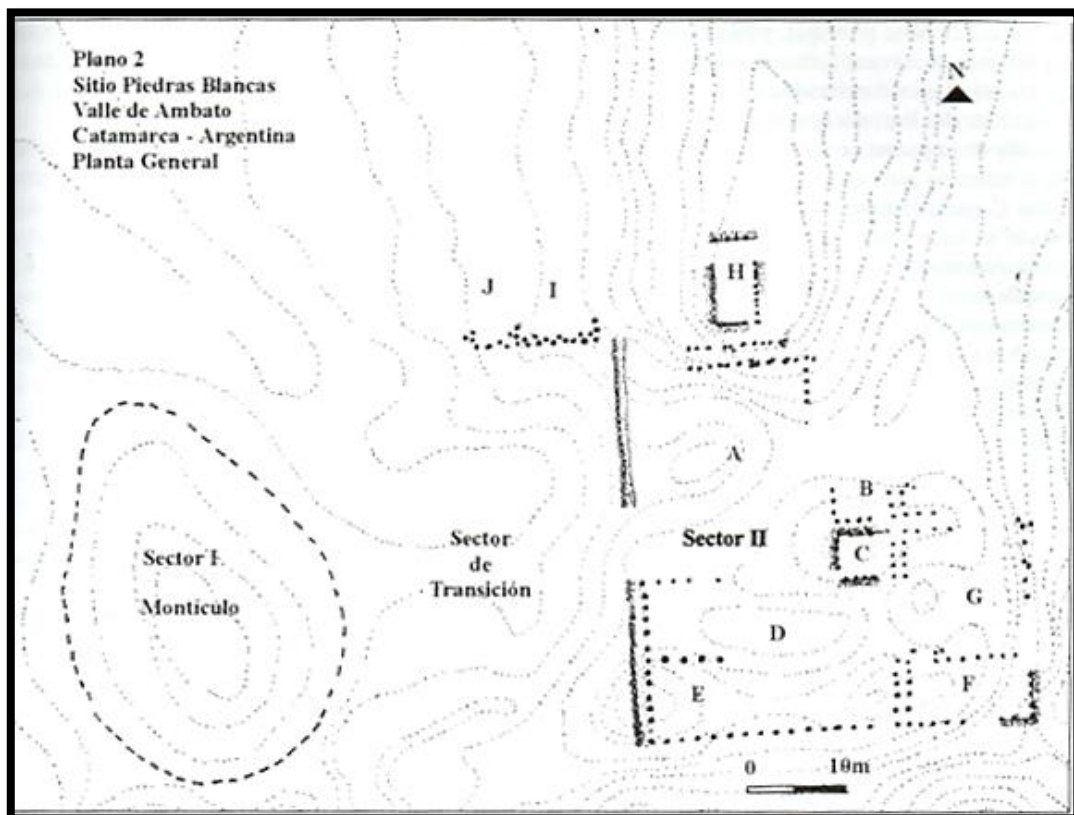 Plano 2
Sitio Piedras Blancas
Valle de Ambato
Catamarca - Argentina
Planta General
N
H
J I
A
B
Sector II
C
Sector
de
Transición
Sector I
Montículo
G
D
E
F
0 10m